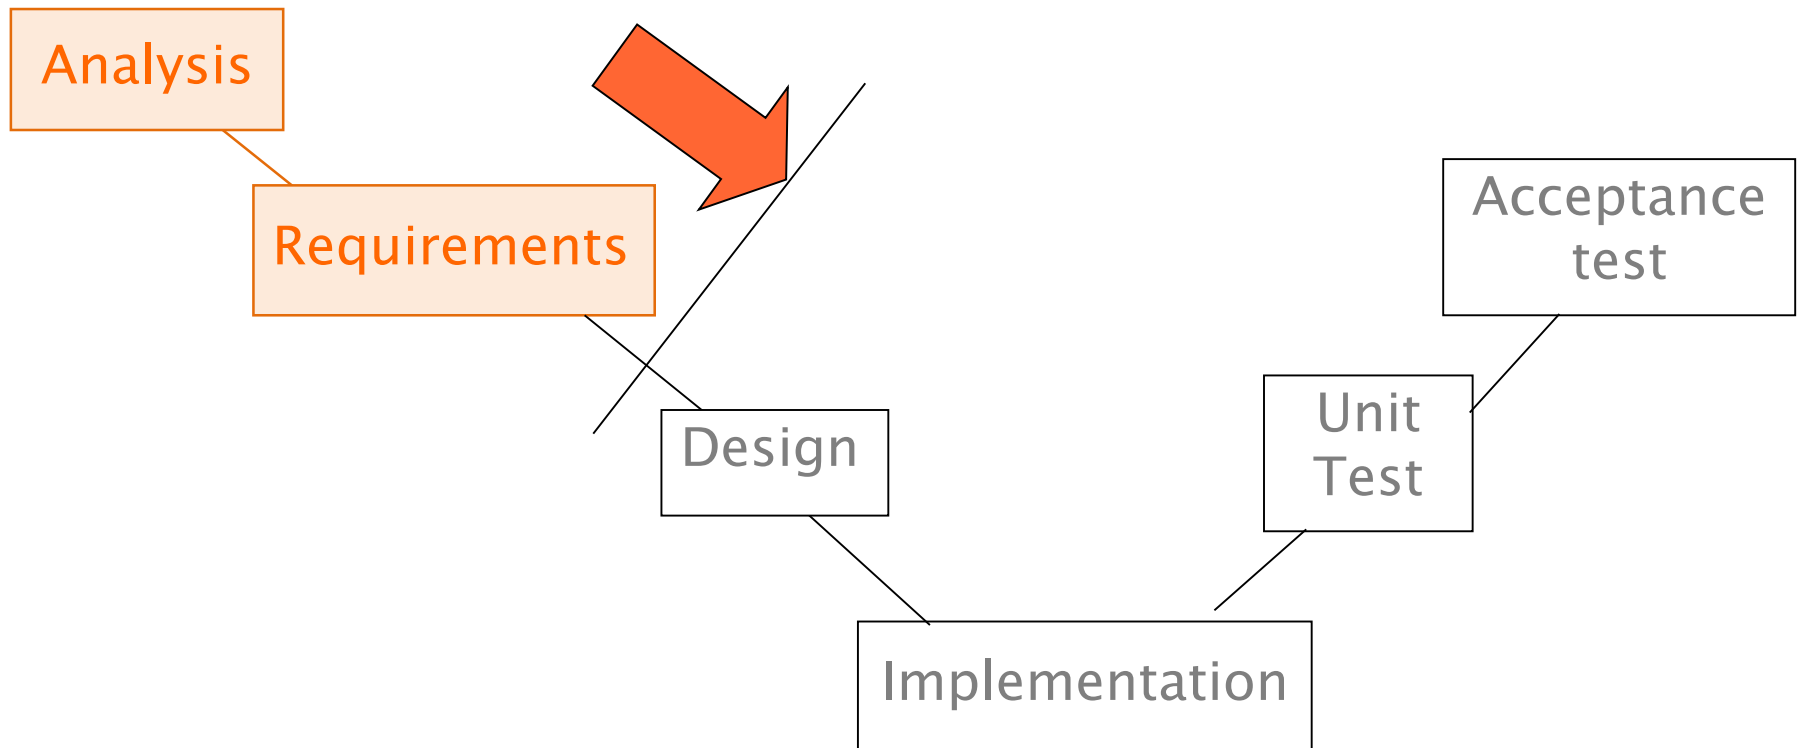 Analysis
Requirements
Design
Implementation
Unit
Test
Acceptance
test